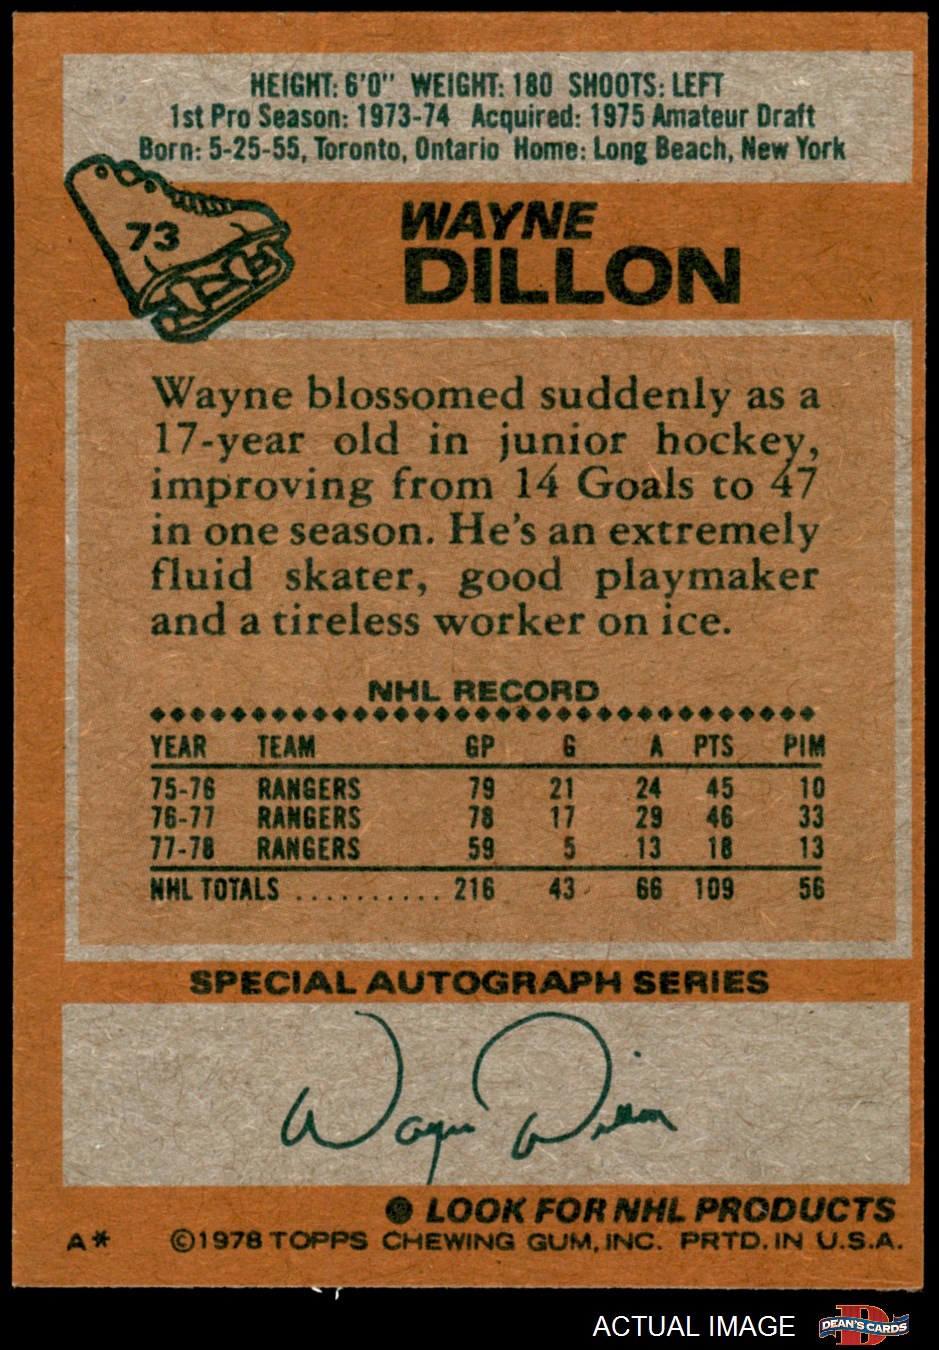 HEIGHT: 6'0" WEIGHT: 180 SHOOTS: LEFT
1st Pro Season: 1973-74 Acquired: 1975 Amateur Draft
Born: 5-25-55, Toronto, Ontario Home: Long Beach, New York
73
WAYNE
DILLON
Wayne blossomed suddenly as a
17-year old in junior hockey,
improving from 14 Goals to 47
in one season. He's an extremely
fluid skater, good playmaker
and a tireless worker on ice.
NHL RECORD
YEAR TEAM GP G A PTS PIM
75-76 RANGERS 79 21 24 45 10
76-77 RANGERS 78 17 29 46 33
77-78 RANGERS 59 5 13 18 13
NHL TOTALS .......... 216 43 66 109 56
SPECIAL AUTOGRAPH SERIES
Wayne Dillon
LOOK FOR NHL PRODUCTS
A* ©1978 TOPPS CHEWING GUM, INC. PRTD. IN U.S.A.
ACTUAL IMAGE DEAN'S CARDS